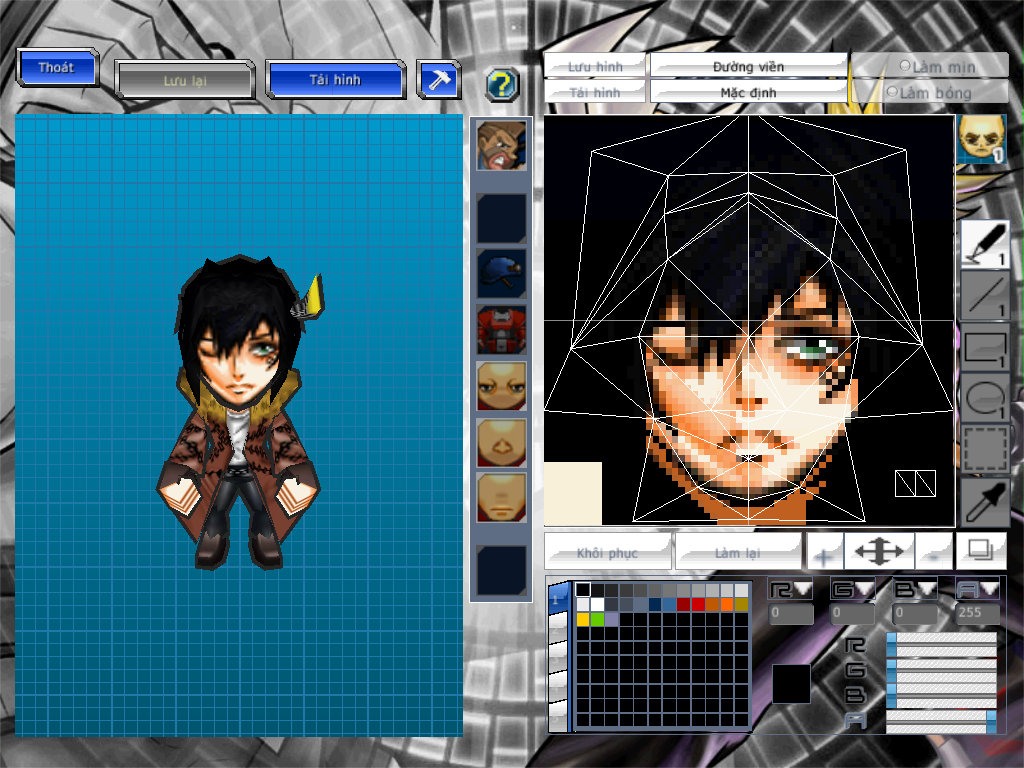 Thoát
Lưu lại
Tải hình
?
Lưu hình
Đường viền
Làm mịn
Tải hình
Mặc định
Làm bóng
1
1
1
1
1
Khôi phục
Làm lại
+
-
1
R
G
B
A
0
0
0
255
R
G
B
A